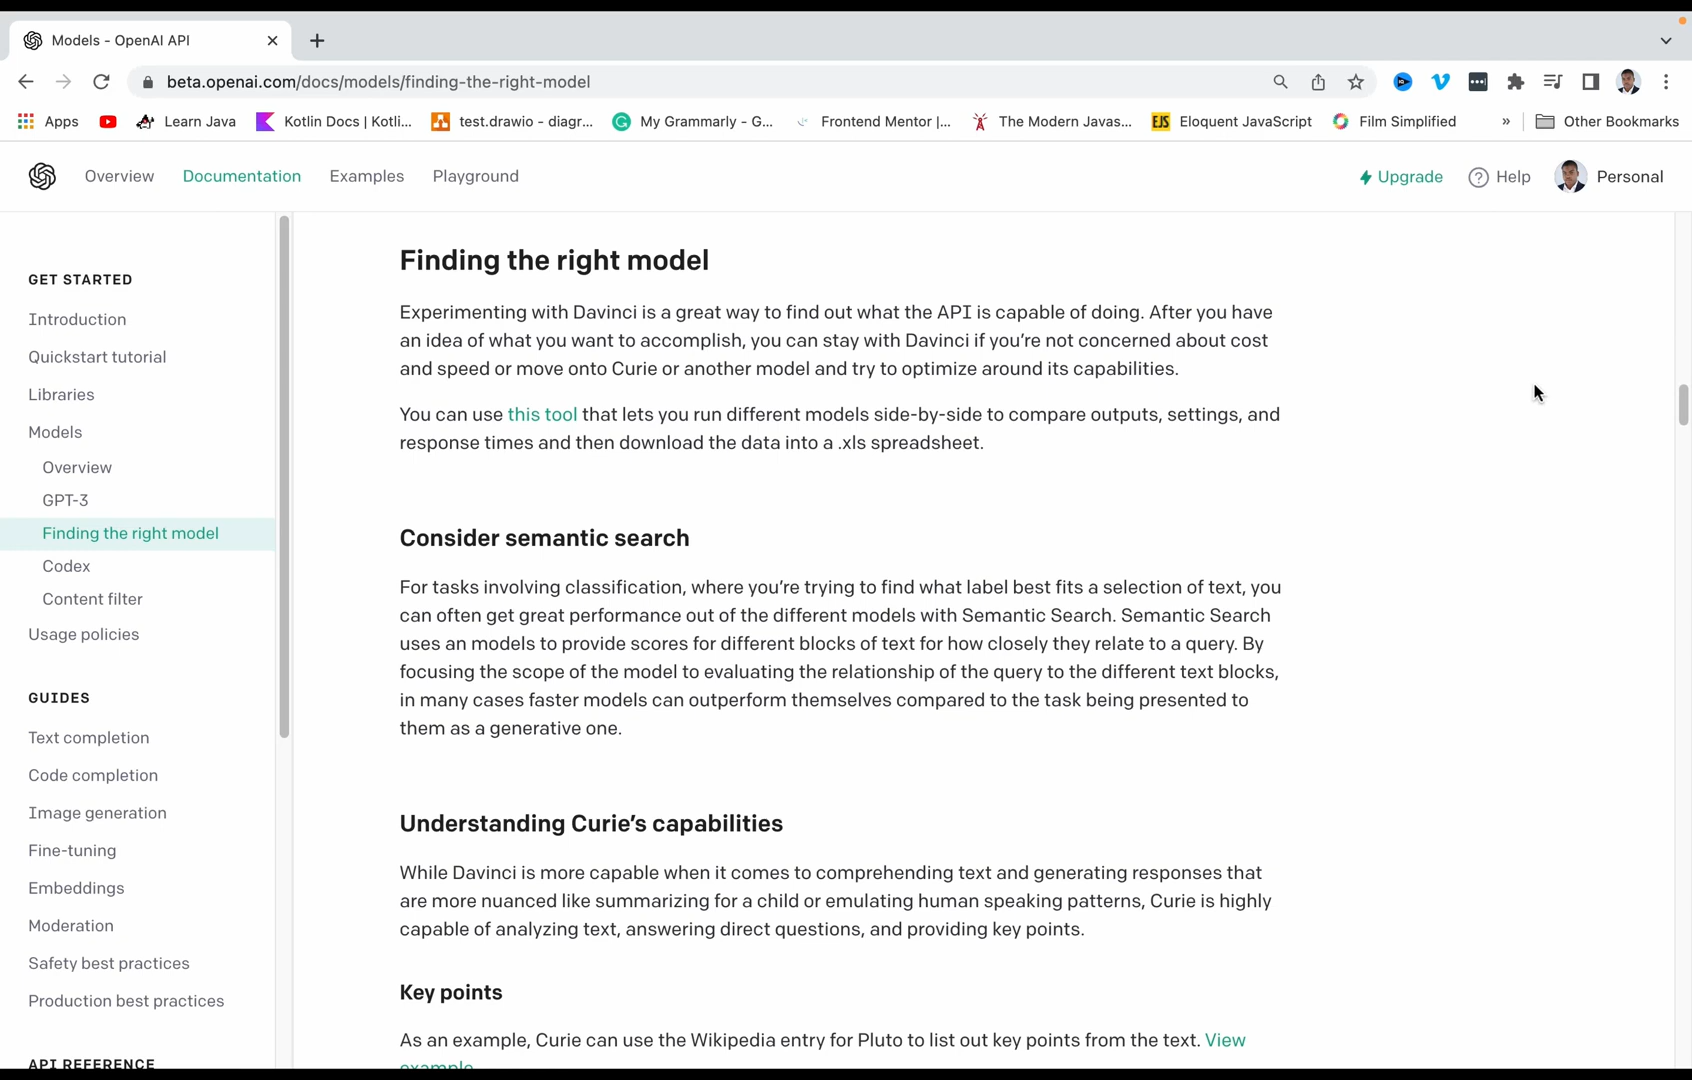 Models - OpenAI API
beta.openai.com/docs/models/finding-the-right-model
Apps
Learn Java
Kotlin Docs | Kotli...
test.drawio - diagr...
My Grammarly - G...
Frontend Mentor |...
The Modern Javas...
JS
Eloquent JavaScript
Film Simplified
»
Other Bookmarks
Overview
Documentation
Examples
Playground
Upgrade
Help
Personal
GET STARTED
Introduction
Quickstart tutorial
Libraries
Models
Overview
GPT-3
Finding the right model
Codex
Content filter
Usage policies
GUIDES
Text completion
Code completion
Image generation
Fine-tuning
Embeddings
Moderation
Safety best practices
Production best practices
API REFERENCE
Finding the right model
Experimenting with Davinci is a great way to find out what the API is capable of doing. After you have
an idea of what you want to accomplish, you can stay with Davinci if you’re not concerned about cost
and speed or move onto Curie or another model and try to optimize around its capabilities.
You can use this tool that lets you run different models side-by-side to compare outputs, settings, and
response times and then download the data into a .xls spreadsheet.
Consider semantic search
For tasks involving classification, where you’re trying to find what label best fits a selection of text, you
can often get great performance out of the different models with Semantic Search. Semantic Search
uses an models to provide scores for different blocks of text for how closely they relate to a query. By
focusing the scope of the model to evaluating the relationship of the query to the different text blocks,
in many cases faster models can outperform themselves compared to the task being presented to
them as a generative one.
Understanding Curie’s capabilities
While Davinci is more capable when it comes to comprehending text and generating responses that
are more nuanced like summarizing for a child or emulating human speaking patterns, Curie is highly
capable of analyzing text, answering direct questions, and providing key points.
Key points
As an example, Curie can use the Wikipedia entry for Pluto to list out key points from the text. View
example